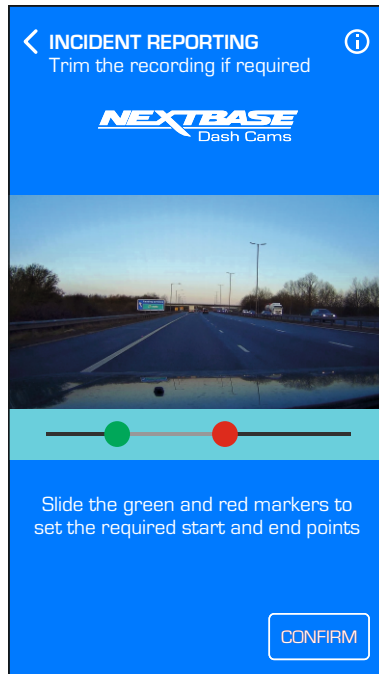 INCIDENT REPORTING
Trim the recording if required
NEXTBASE
Dash Cams
Slide the green and red markers to
set the required start and end points
CONFIRM